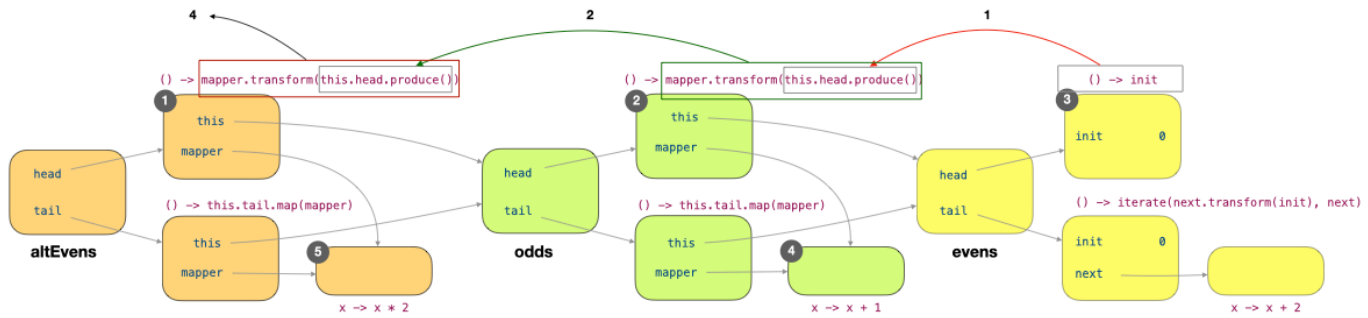 4
2
1
() -> mapper.transform(this.head.produce())
() -> mapper.transform(this.head.produce())
() -> init
1
this
mapper
2
this
mapper
3
init 0
head
tail
altEvens
head
tail
odds
head
tail
evens
() -> this.tail.map(mapper)
() -> this.tail.map(mapper)
() -> iterate(next.transform(init), next)
this
mapper
5
x -> x * 2
this
mapper
4
x -> x + 1
init 0
next
x -> x + 2